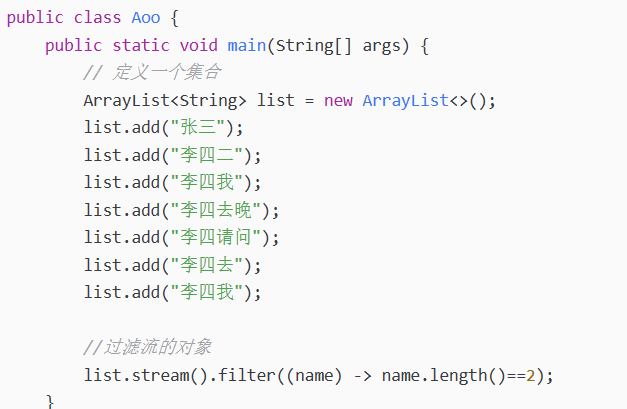 public class Aoo {
    public static void main(String[] args) {
        // 定义一个集合
        ArrayList<String> list = new ArrayList<>();
        list.add("张三");
        list.add("李四二");
        list.add("李四我");
        list.add("李四去晚");
        list.add("李四请问");
        list.add("李四去");
        list.add("李四我");
        //过滤流的对象
        list.stream().filter((name) -> name.length()==2);
    }